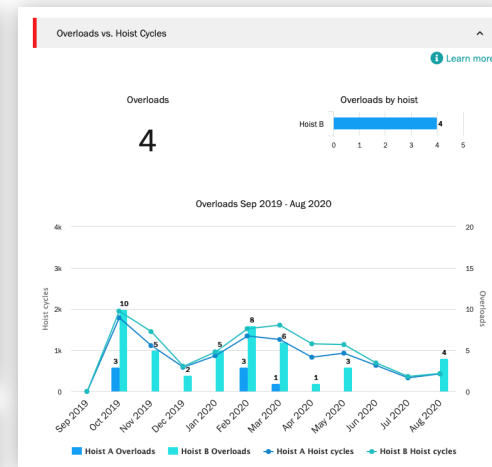 Overloads vs. Hoist Cycles
Learn more
Overloads
4
Overloads by hoist
Hoist B
4
0 1 2 3 4 5
Overloads Sep 2019 - Aug 2020
4k
3k
2k
1k
0
Hoist cycles
20
15
10
5
0
Overloads
3
10
5
2
5
3
8
1
6
1
3
4
Sep 2019
Oct 2019
Nov 2019
Dec 2019
Jan 2020
Feb 2020
Mar 2020
Apr 2020
May 2020
Jun 2020
Jul 2020
Aug 2020
Hoist A Overloads Hoist B Overloads Hoist A Hoist cycles Hoist B Hoist cycles